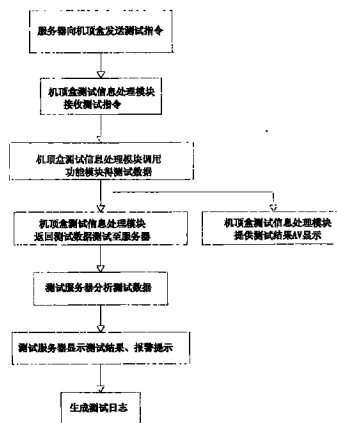 服务器向机顶盒发送测试指令
机顶盒测试信息处理模块
接收测试指令
机顶盒测试信息处理模块调用
功能模块得测试数据
机顶盒测试信息处理模块
返回测试数据测试至服务器
机顶盒测试信息处理模块
提供测试结果AV显示
测试服务器分析测试数据
测试服务器显示测试结果、报警提示
生成测试日志